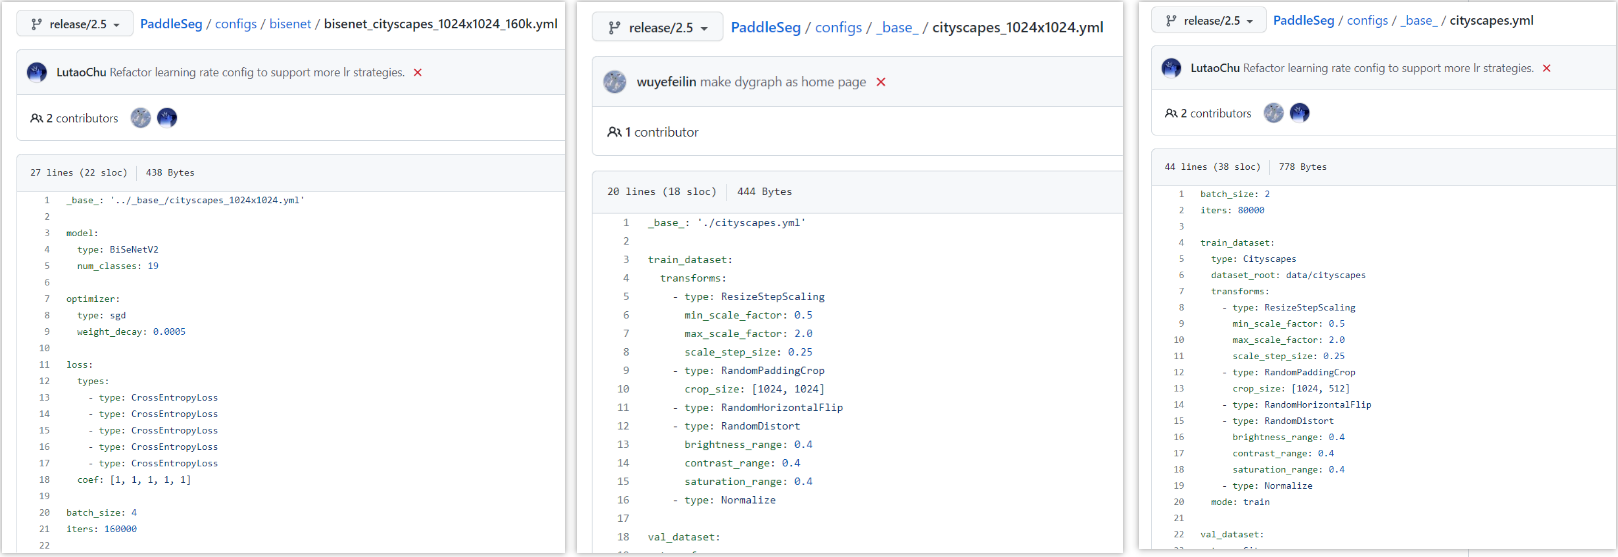 release/2.5 PaddleSeg / configs / bisenet / bisenet_cityscapes_1024x1024_160k.yml
LutaoChu Refactor learning rate config to support more lr strategies.
2 contributors
27 lines (22 sloc) 438 Bytes
1 _base_: '../_base_/cityscapes_1024x1024.yml'
2
3 model:
4 type: BiSeNetV2
5 num_classes: 19
6
7 optimizer:
8 type: sgd
9 weight_decay: 0.0005
10
11 loss:
12 types:
13 - type: CrossEntropyLoss
14 - type: CrossEntropyLoss
15 - type: CrossEntropyLoss
16 - type: CrossEntropyLoss
17 - type: CrossEntropyLoss
18 coef: [1, 1, 1, 1, 1]
19
20 batch_size: 4
21 iters: 160000
22
release/2.5 PaddleSeg / configs / _base_ / cityscapes_1024x1024.yml
wuyefeilin make dygraph as home page
1 contributor
20 lines (18 sloc) 444 Bytes
1 _base_: './cityscapes.yml'
2
3 train_dataset:
4 transforms:
5 - type: ResizeStepScaling
6 min_scale_factor: 0.5
7 max_scale_factor: 2.0
8 scale_step_size: 0.25
9 - type: RandomPaddingCrop
10 crop_size: [1024, 1024]
11 - type: RandomHorizontalFlip
12 - type: RandomDistort
13 brightness_range: 0.4
14 contrast_range: 0.4
15 saturation_range: 0.4
16 - type: Normalize
17
18 val_dataset:
release/2.5 PaddleSeg / configs / _base_ / cityscapes.yml
LutaoChu Refactor learning rate config to support more lr strategies.
2 contributors
44 lines (38 sloc) 778 Bytes
1 batch_size: 2
2 iters: 80000
3
4 train_dataset:
5 type: Cityscapes
6 dataset_root: data/cityscapes
7 transforms:
8 - type: ResizeStepScaling
9 min_scale_factor: 0.5
10 max_scale_factor: 2.0
11 scale_step_size: 0.25
12 - type: RandomPaddingCrop
13 crop_size: [1024, 512]
14 - type: RandomHorizontalFlip
15 - type: RandomDistort
16 brightness_range: 0.4
17 contrast_range: 0.4
18 saturation_range: 0.4
19 - type: Normalize
20 mode: train
21
22 val_dataset: